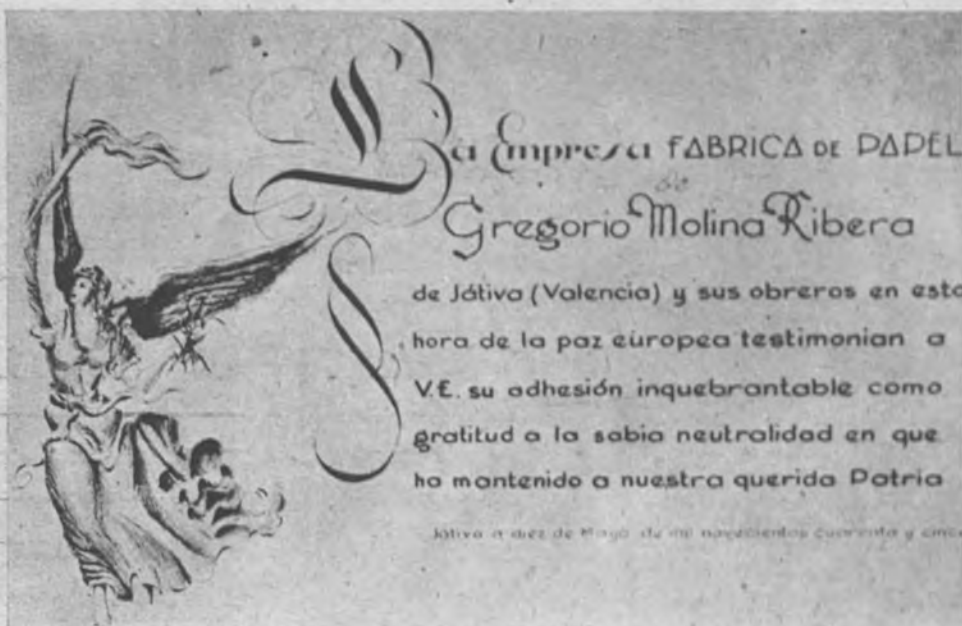 La Empresa FABRICA DE PAPEL
de
Gregorio Molina Ribera
de Játiva (Valencia) y sus obreros en esta
hora de la paz europea testimonian a
V.E. su adhesión inquebrantable como
gratitud a la sabia neutralidad en que
ha mantenido a nuestra querida Patria
Játiva a diez de Mayo de mil novecientos cuarenta y cinco